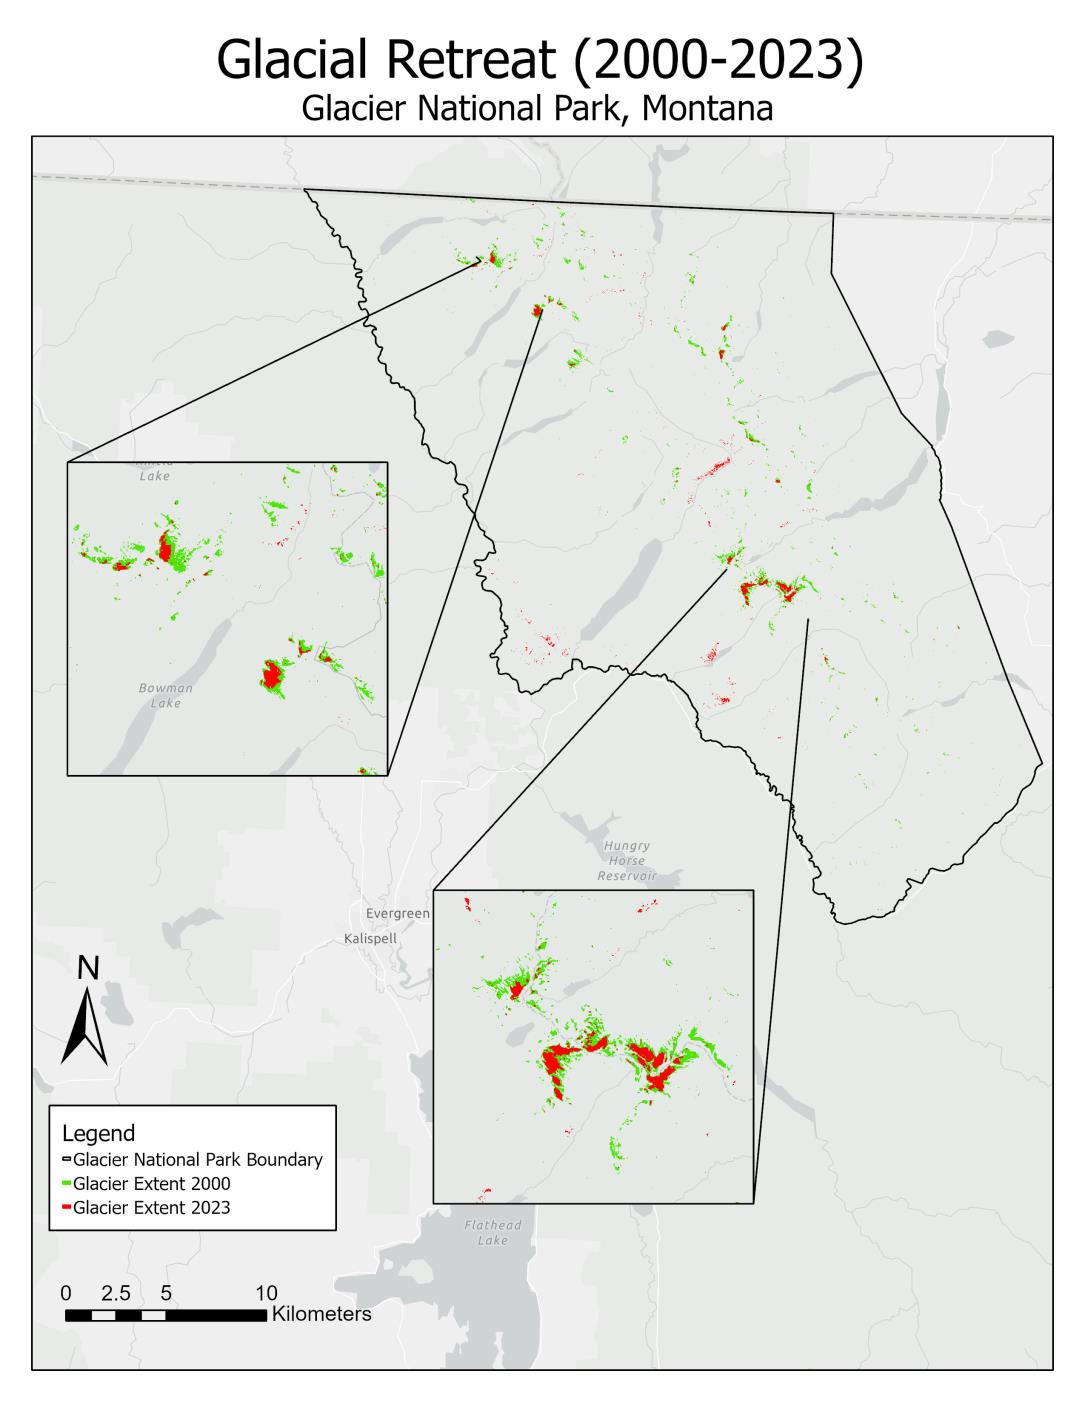 Glacial Retreat (2000-2023)
Glacier National Park, Montana
Lake
Bowman
Lake
Hungry
Horse
Reservoir
Evergreen
Kalispell
N
Legend
Glacier National Park Boundary
Glacier Extent 2000
Glacier Extent 2023
Flathead
Lake
0 2.5 5 10
Kilometers